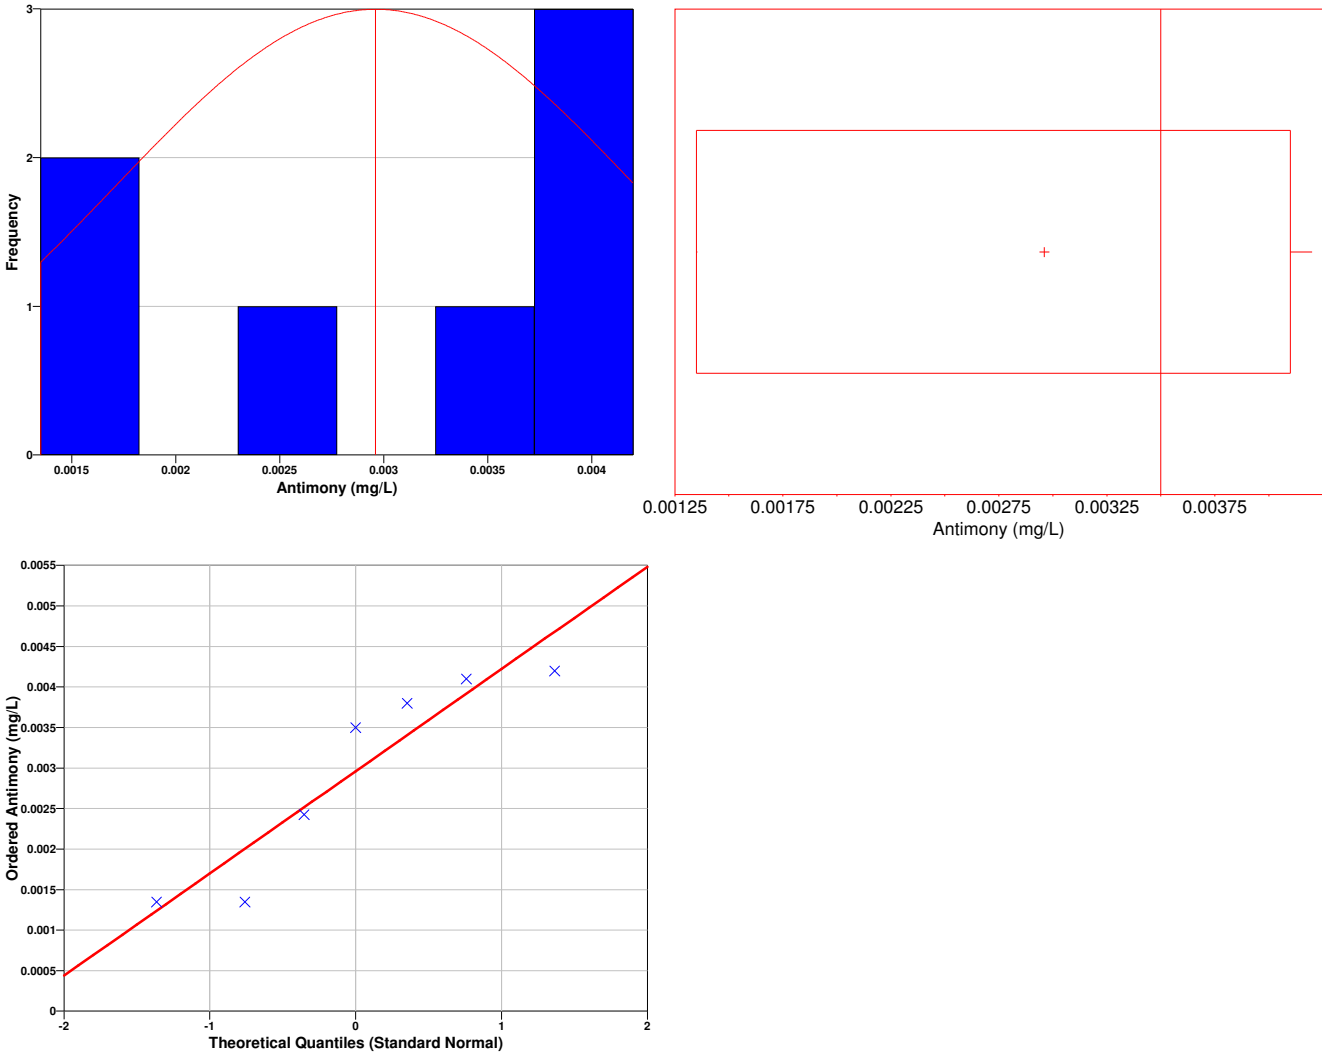 3
2
1
0
Frequency
0.0015 0.002 0.0025 0.003 0.0035 0.004
Antimony (mg/L)
0.00125 0.00175 0.00225 0.00275 0.00325 0.00375
Antimony (mg/L)
0.0055
0.005
0.0045
0.004
0.0035
0.003
0.0025
0.002
0.0015
0.001
0.0005
0
Ordered Antimony (mg/L)
-2 -1 0 1 2
Theoretical Quantiles (Standard Normal)